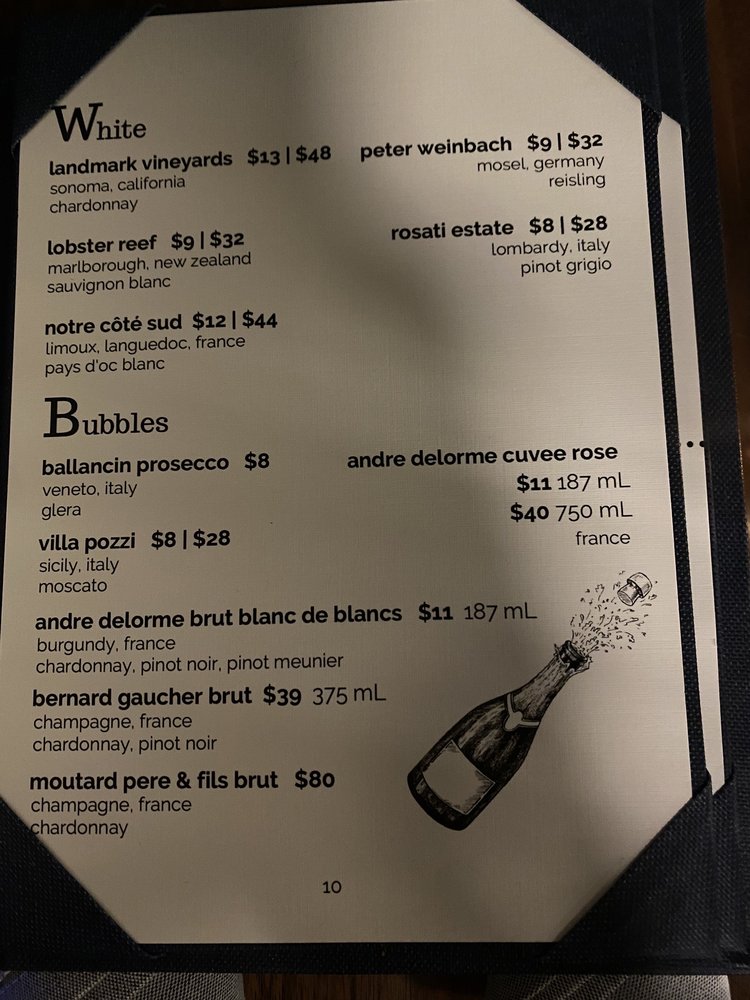 White
landmark vineyards $13 | $48
sonoma, california
chardonnay
peter weinbach $9 | $32
mosel, germany
reisling
lobster reef $9 | $32
marlborough, new zealand
sauvignon blanc
rosati estate $8 | $28
lombardy, italy
pinot grigio
notre côté sud $12 | $44
limoux, languedoc, france
pays d'oc blanc
Bubbles
ballancin prosecco $8
veneto, italy
glera
andre delorme cuvee rose
$11 187 mL
$40 750 mL
france
villa pozzi $8 | $28
sicily, italy
moscato
andre delorme brut blanc de blancs $11 187 mL
burgundy, france
chardonnay, pinot noir, pinot meunier
bernard gaucher brut $39 375 mL
champagne, france
chardonnay, pinot noir
moutard pere & fils brut $80
champagne, france
chardonnay
10